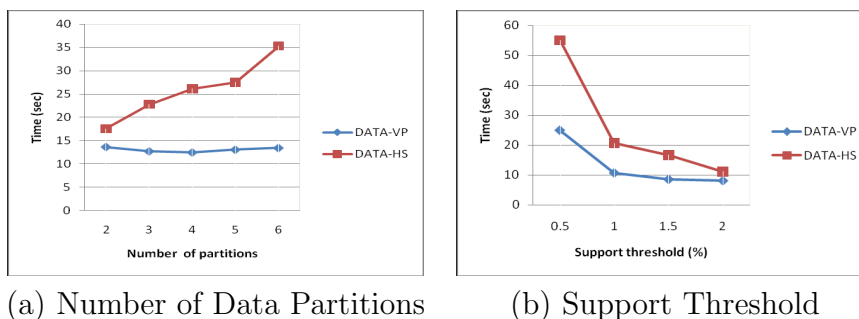 40
35
30
25
20
15
10
5
0
Time (sec)
2 3 4 5 6
Number of partitions
DATA-VP
DATA-HS
60
50
40
30
20
10
0
Time (sec)
0.5 1 1.5 2
Support threshold (%)
DATA-VP
DATA-HS
(a) Number of Data Partitions
(b) Support Threshold